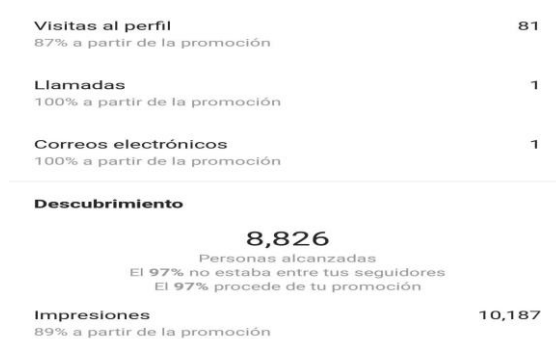 Visitas al perfil 81
87% a partir de la promoción
Llamadas 1
100% a partir de la promoción
Correos electrónicos 1
100% a partir de la promoción
Descubrimiento
8,826
Personas alcanzadas
El 97% no estaba entre tus seguidores
El 97% procede de tu promoción
Impresiones 10,187
89% a partir de la promoción